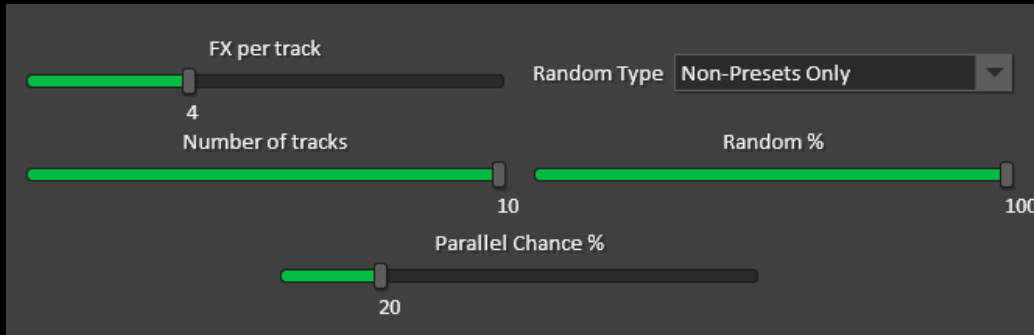 FX per track
Random Type Non-Presets Only
4
Number of tracks Random %
10 100
Parallel Chance %
20